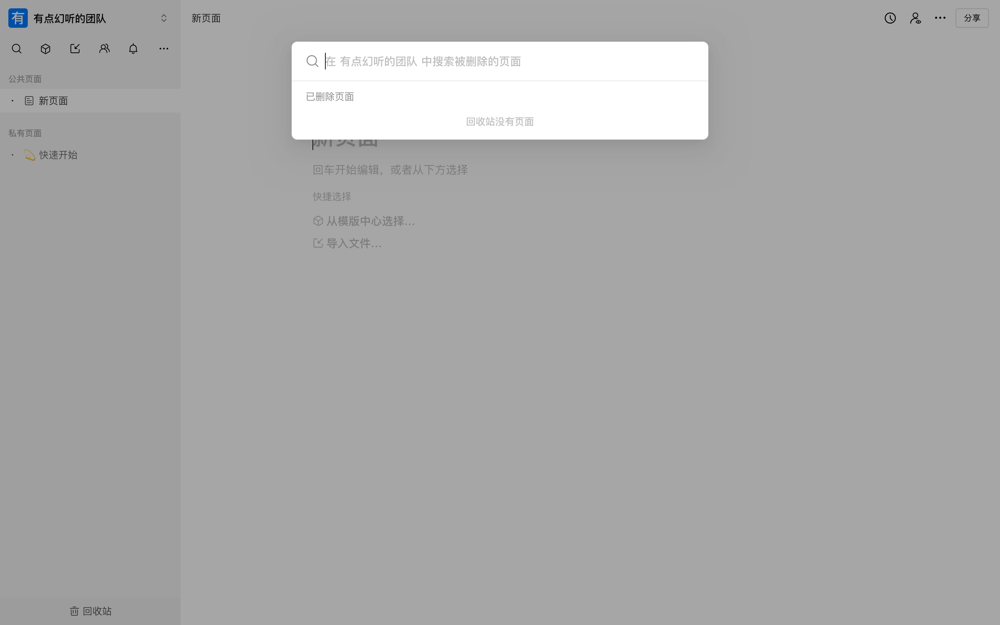 有 有点幻听的团队
公共页面
新页面
私有页面
快速开始
回收站
新页面
分享
在 有点幻听的团队 中搜索被删除的页面
已删除页面
回收站没有页面
新页面
回车开始编辑，或者从下方选择
快捷选择
从模版中心选择...
导入文件...